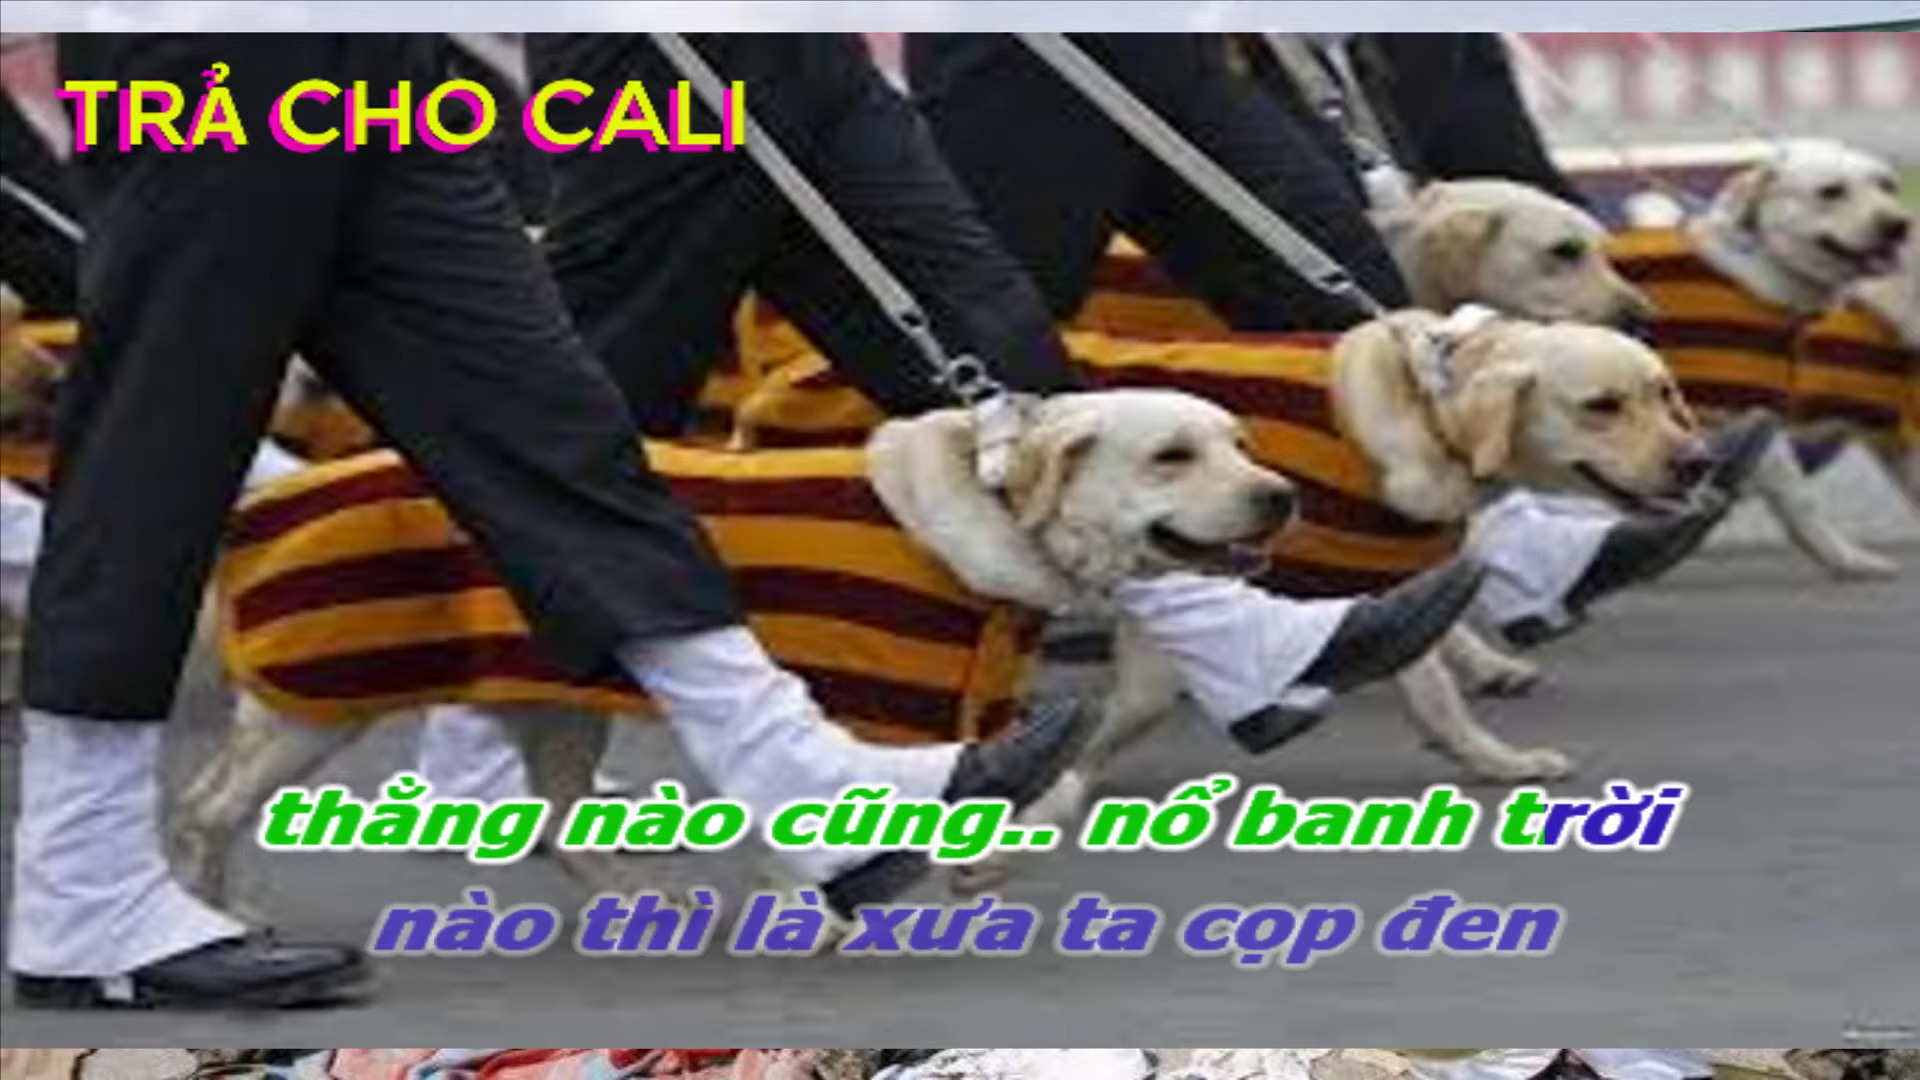 TRẢ CHO CALI
thằng nào cũng.. nổ banh trời
nào thì là xưa ta cọp đen